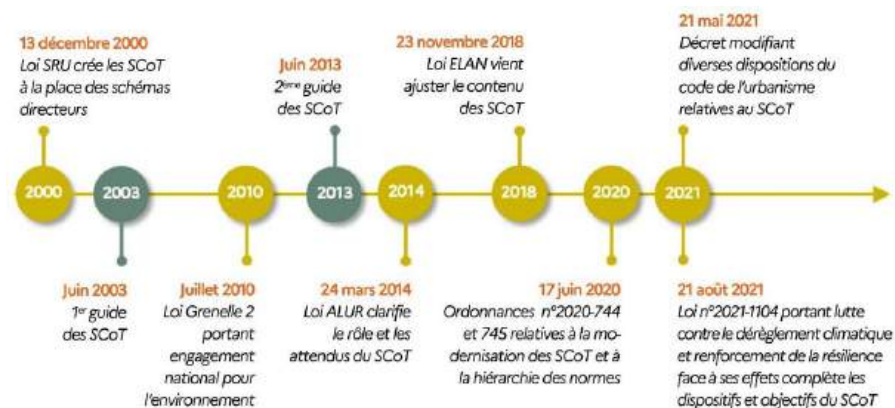 13 décembre 2000
Loi SRU crée les SCoT
à la place des schémas
directeurs
Juin 2013
2ème guide
des SCoT
23 novembre 2018
Loi ELAN vient
ajuster le contenu
des SCoT
21 mai 2021
Décret modifiant
diverses dispositions du
code de l'urbanisme
relatives au SCoT
2000
2003
2010
2013
2014
2018
2020
2021
Juin 2003
1er guide
des SCoT
Juillet 2010
Loi Grenelle 2
portant
engagement
national pour
l'environnement
24 mars 2014
Loi ALUR clarifie
le rôle et les
attendus du SCoT
17 juin 2020
Ordonnances n°2020-744
et 745 relatives à la mo-
dernisation des SCoT et à
la hiérarchie des normes
21 août 2021
Loi n°2021-1104 portant lutte
contre le dérèglement climatique
et renforcement de la résilience
face à ses effets complète les
dispositifs et objectifs du SCoT